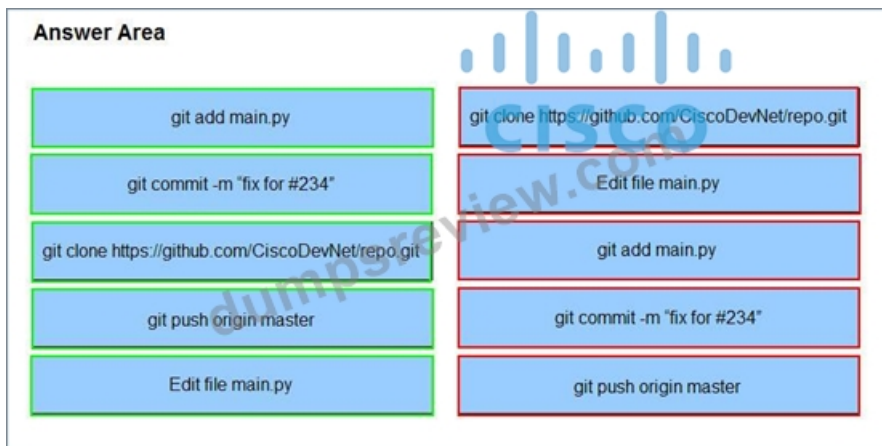 Answer Area
CISCO
git add main.py
git clone https://github.com/CiscoDevNet/repo.git
git commit -m “fix for #234”
Edit file main.py
git clone https://github.com/CiscoDevNet/repo.git
git add main.py
git push origin master
git commit -m “fix for #234”
Edit file main.py
git push origin master
dumpsreview.com